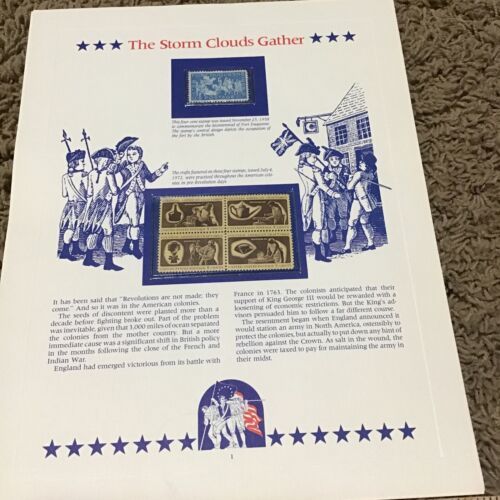 The Storm Clouds Gather
This four-cent stamp was issued November 25, 1958
to commemorate the bicentennial of Fort Duquesne.
The stamp's central design depicts the occupation of
the fort by the British.
The crafts featured on these four stamps, issued July 4,
1972, were practiced throughout the American colo-
nies in pre-Revolution days.
It has been said that "Revolutions are not made; they
come." And so it was in the American colonies.
The seeds of discontent were planted more than a
decade before fighting broke out. Part of the problem
was inevitable, given that 3,000 miles of ocean separated
the colonies from the mother country. But a more
immediate cause was a significant shift in British policy
in the months following the close of the French and
Indian War.
England had emerged victorious from its battle with
France in 1763. The colonists anticipated that their
support of King George III would be rewarded with a
loosening of economic restrictions. But the King's ad-
visors persuaded him to follow a far different course.
The resentment began when England announced it
would station an army in North America, ostensibly to
protect the colonists, but actually to put down any hint of
rebellion against the Crown. As salt in the wound, the
colonies were taxed to pay for maintaining the army in
their midst.
1